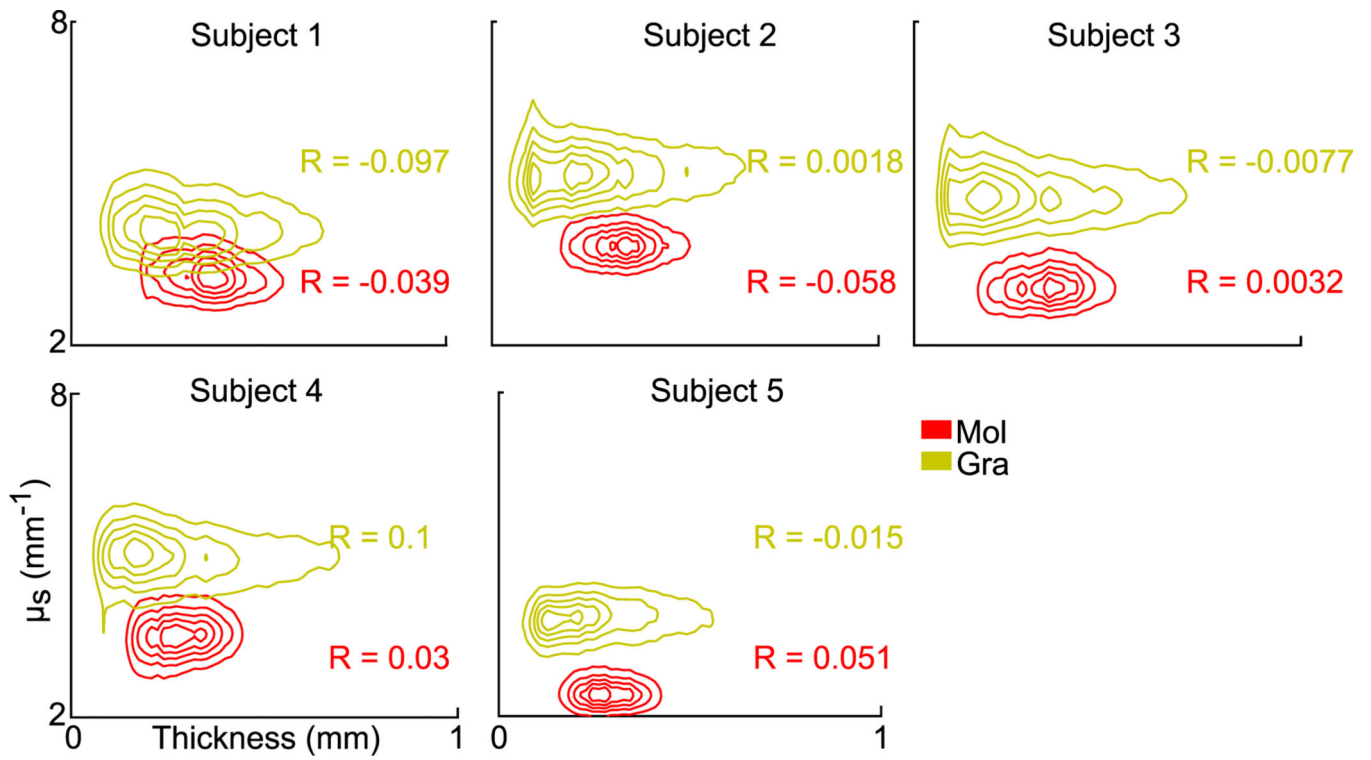 Subject 1
Subject 2
Subject 3
8
R = -0.097
R = 0.0018
R = -0.0077
R = -0.039
R = -0.058
R = 0.0032
2
Subject 4
Subject 5
8
Mol
Gra
µs (mm⁻¹)
R = 0.1
R = -0.015
R = 0.03
R = 0.051
2
0 Thickness (mm) 1
0 1